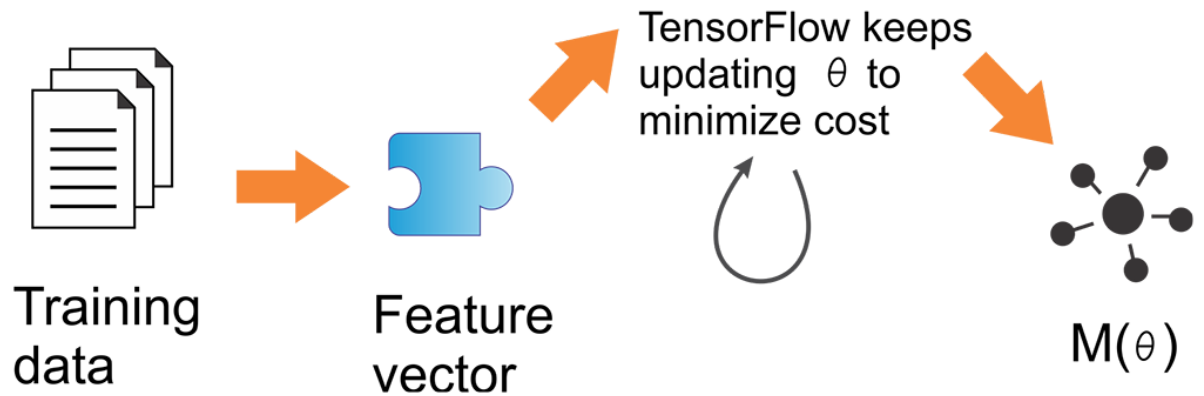 Training
data
Feature
vector
TensorFlow keeps
updating θ to
minimize cost
M(θ)